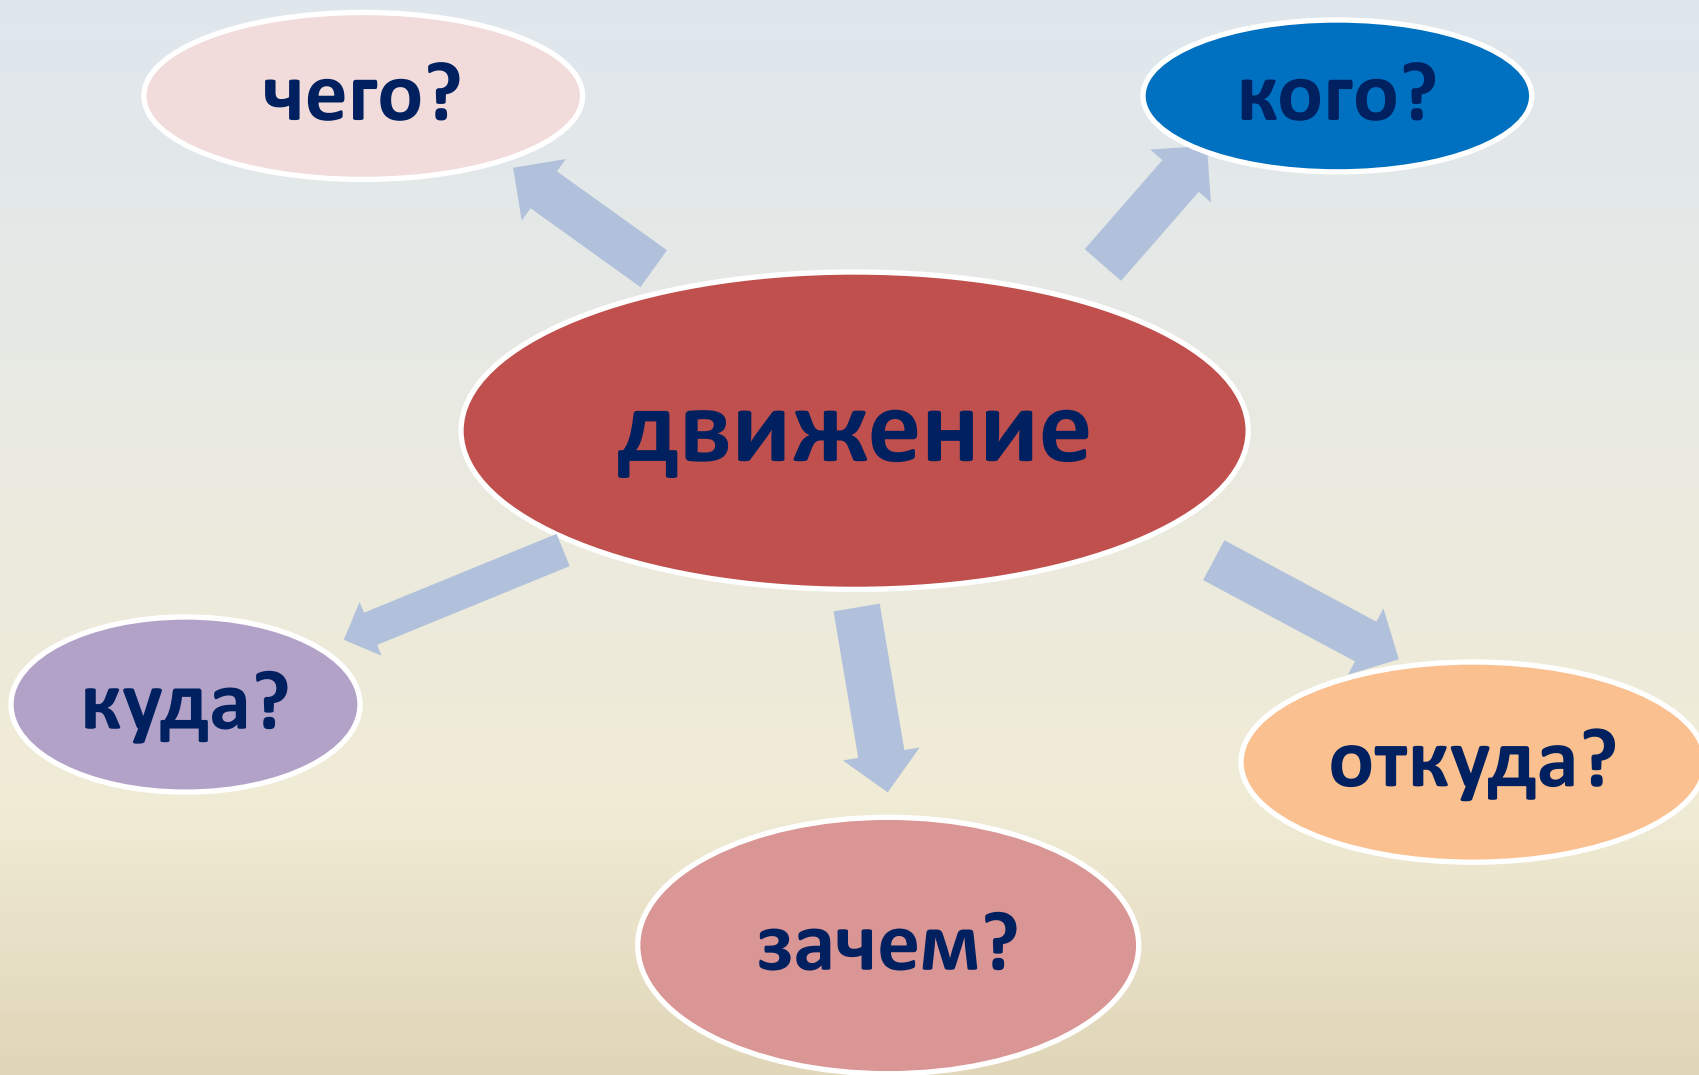 чего?
кого?
движение
куда?
откуда?
зачем?